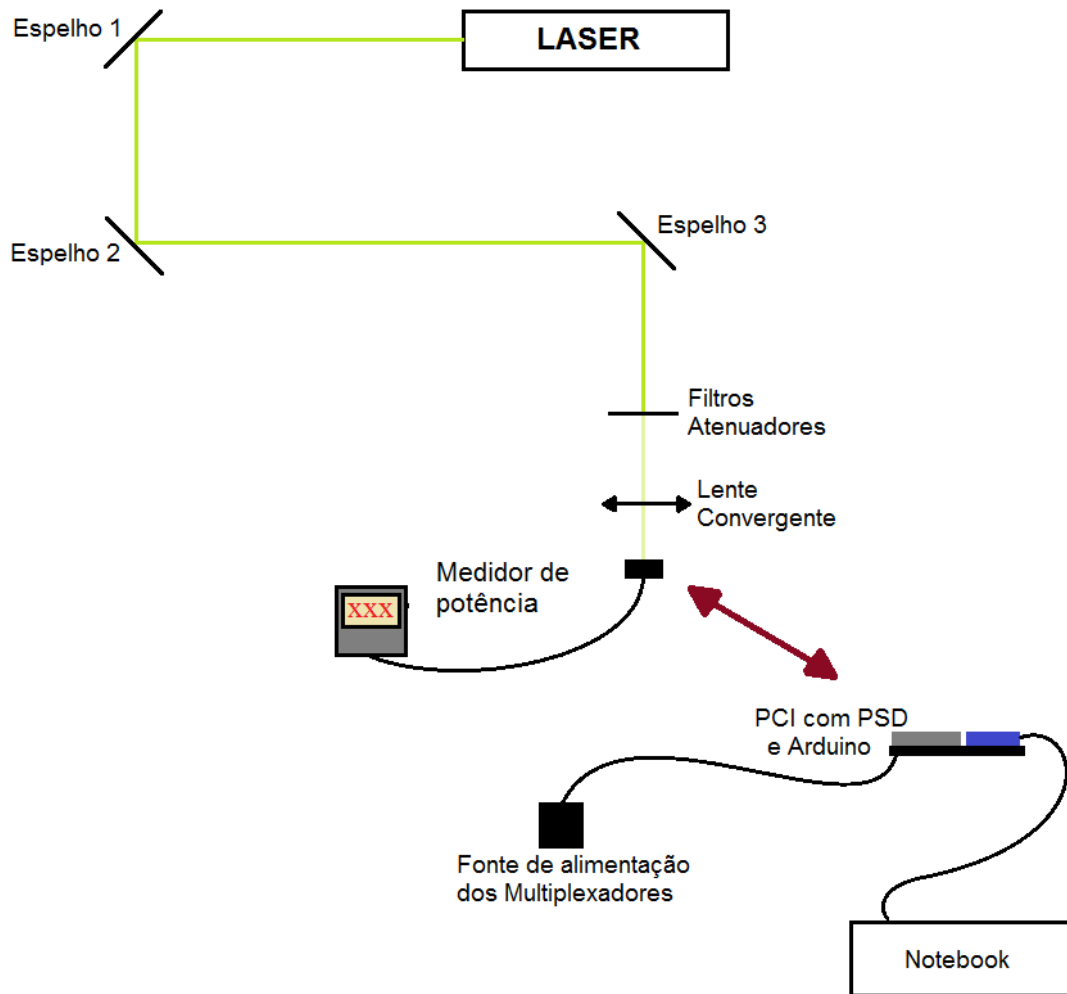 Espelho 1
LASER
Espelho 2
Espelho 3
Filtros
Atenuadores
Lente
Convergente
Medidor de
potência
XXX
PCI com PSD
e Arduino
Fonte de alimentação
dos Multiplexadores
Notebook